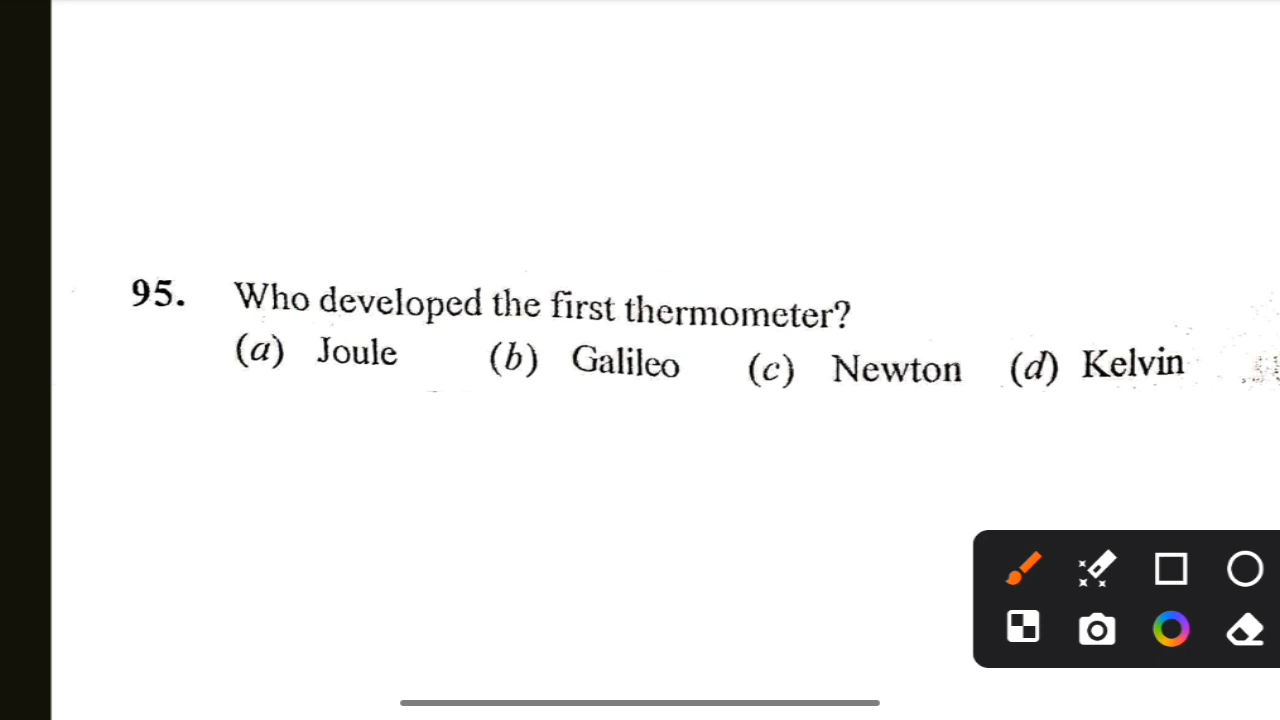 95. Who developed the first thermometer?
(a) Joule (b) Galileo (c) Newton (d) Kelvin